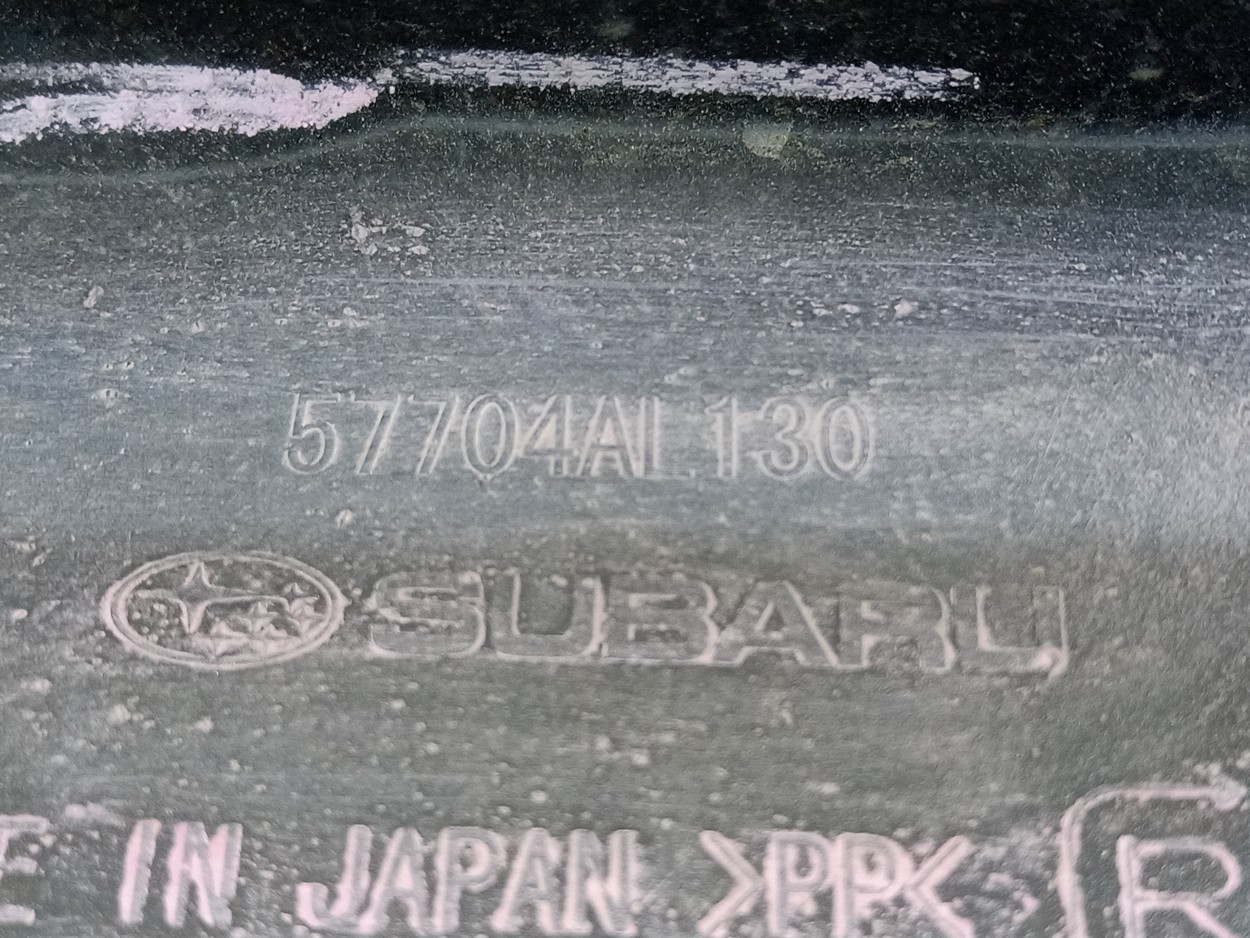 57704AL130
SUBARU
E IN JAPAN >PP<
R